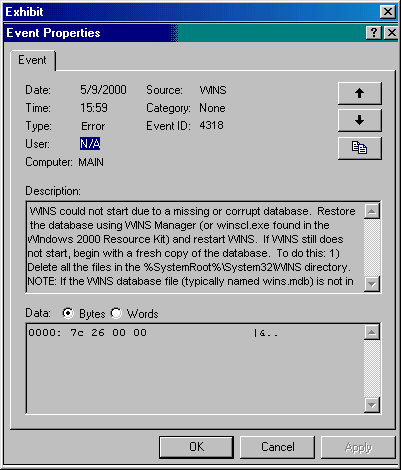 Exhibit
Event Properties
Event
Date: 5/9/2000 Source: WINS
Time: 15:59 Category: None
Type: Error Event ID: 4318
User: N/A
Computer: MAIN
Description:
WINS could not start due to a missing or corrupt database. Restore
the database using WINS Manager (or winscl.exe found in the
Windows 2000 Resource Kit) and restart WINS. If WINS still does
not start, begin with a fresh copy of the database. To do this: 1)
Delete all the files in the %SystemRoot%\System32\WINS directory.
NOTE: If the WINS database file (typically named wins.mdb) is not in
Data: Bytes Words
0000: 7c 26 00 00 |&..
OK Cancel Apply